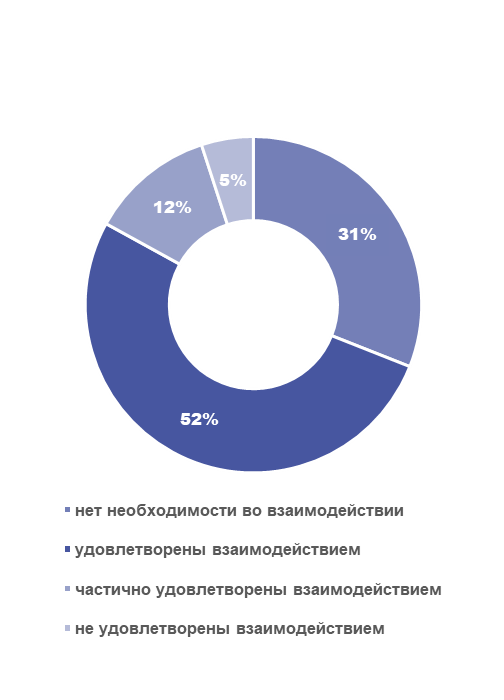 5%
12%
31%
52%
нет необходимости во взаимодействии
удовлетворены взаимодействием
частично удовлетворены взаимодействием
не удовлетворены взаимодействием